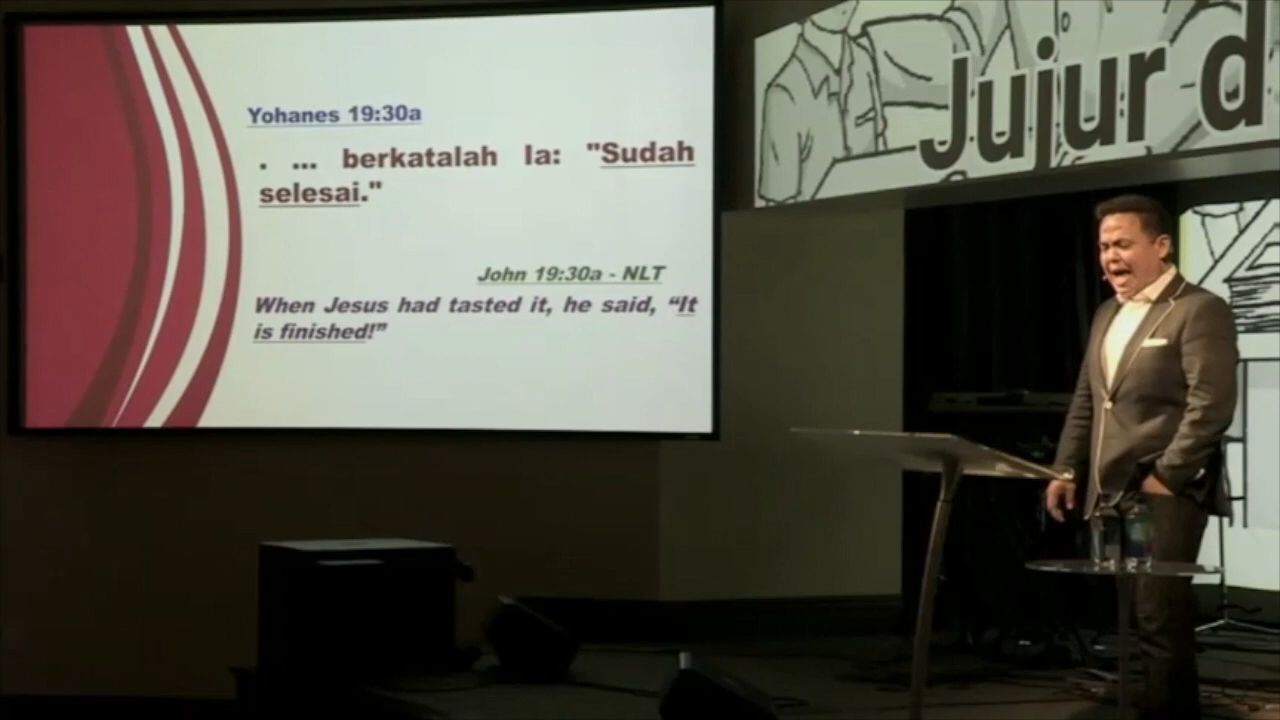 Yohanes 19:30a
. ... berkatalah Ia: "Sudah
selesai."
John 19:30a - NLT
When Jesus had tasted it, he said, “It
is finished!”
Jujur d